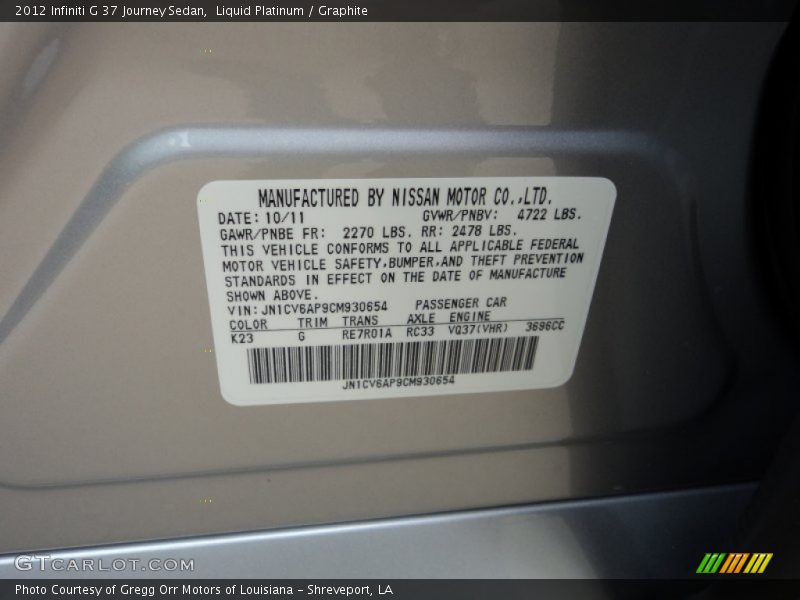 2012 Infiniti G 37 Journey Sedan, Liquid Platinum / Graphite
MANUFACTURED BY NISSAN MOTOR CO.,LTD.
DATE: 10/11 GVWR/PNBV: 4722 LBS.
GAWR/PNBE FR: 2270 LBS. RR: 2478 LBS.
THIS VEHICLE CONFORMS TO ALL APPLICABLE FEDERAL
MOTOR VEHICLE SAFETY,BUMPER,AND THEFT PREVENTION
STANDARDS IN EFFECT ON THE DATE OF MANUFACTURE
SHOWN ABOVE.
VIN: JN1CV6AP9CM930654 PASSENGER CAR
COLOR TRIM TRANS AXLE ENGINE
K23 G RE7R01A RC33 VQ37(VHR) 3696CC
JN1CV6AP9CM930654
GTCARLOT.COM
Photo Courtesy of Gregg Orr Motors of Louisiana - Shreveport, LA